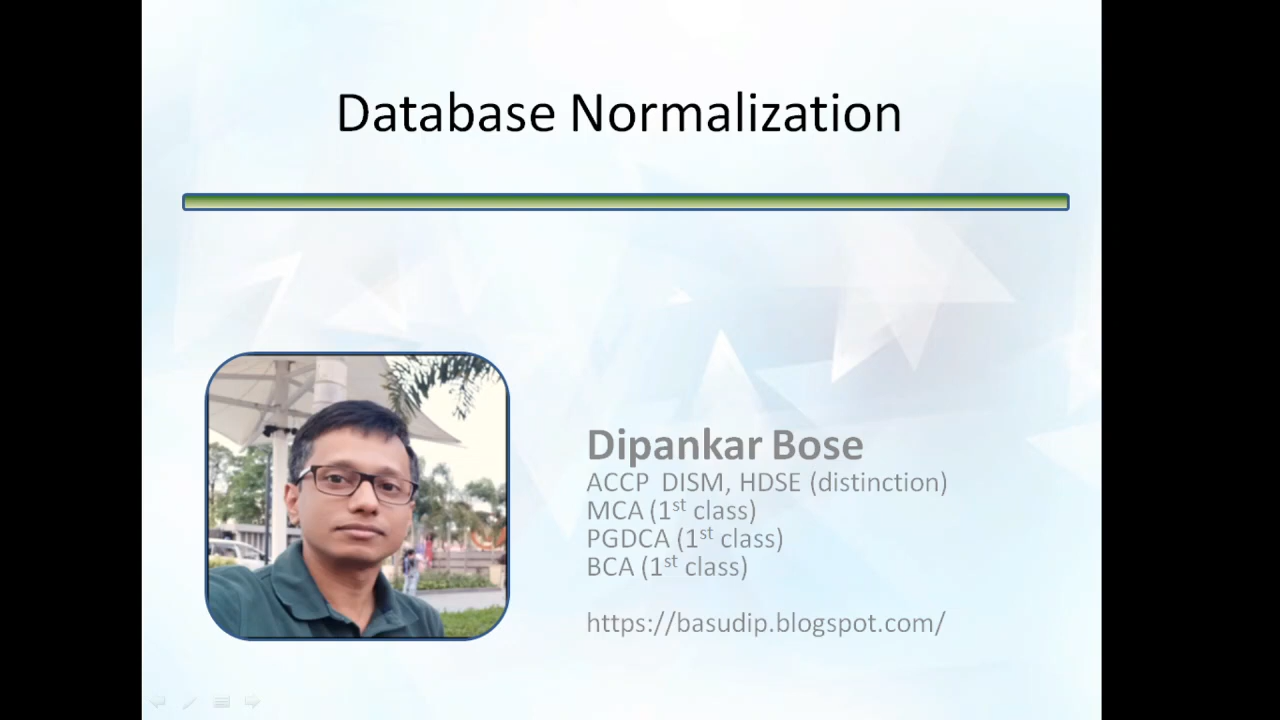 Database Normalization
Dipankar Bose
ACCP DISM, HDSE (distinction)
MCA (1st class)
PGDCA (1st class)
BCA (1st class)
https://basudip.blogspot.com/